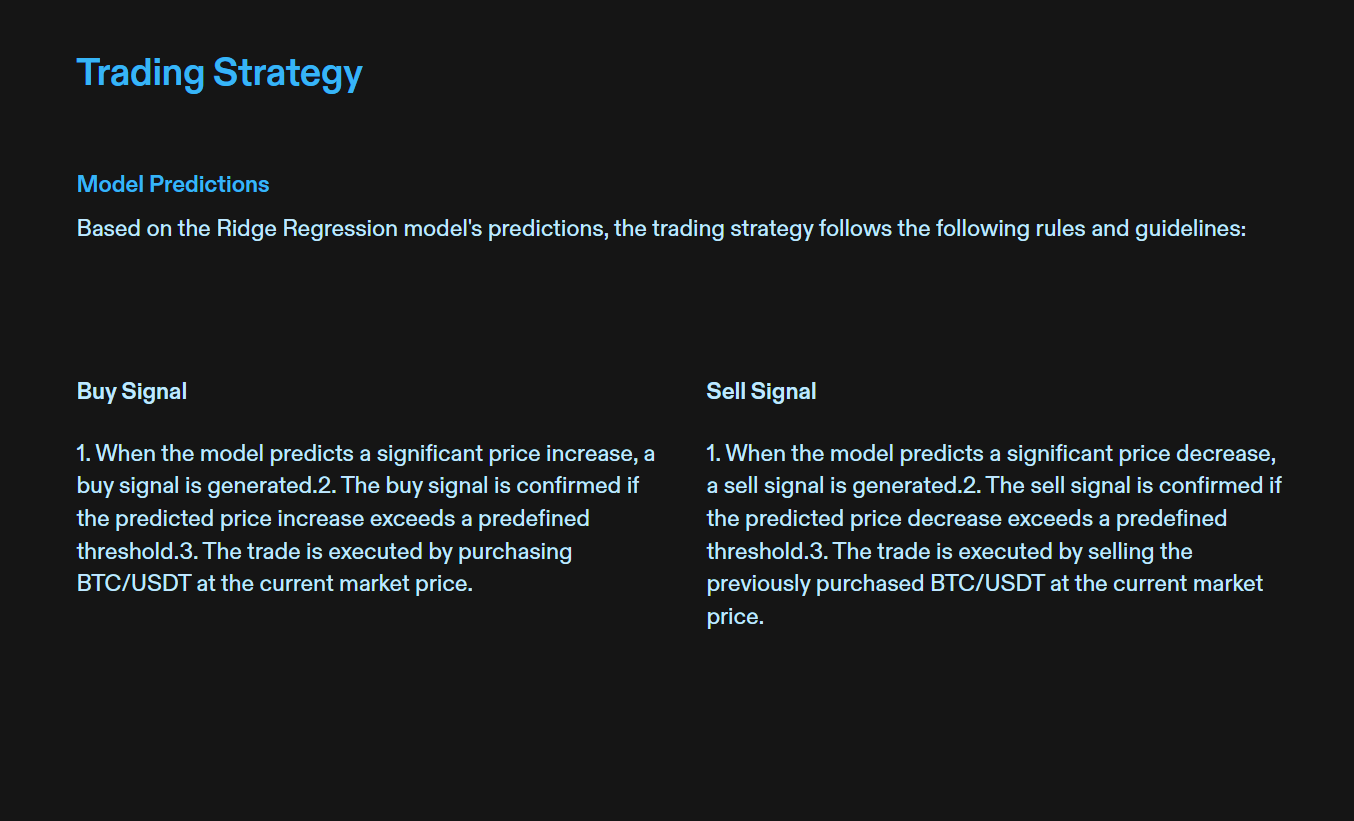 Trading Strategy
Model Predictions
Based on the Ridge Regression model's predictions, the trading strategy follows the following rules and guidelines:
Buy Signal
1. When the model predicts a significant price increase, a
buy signal is generated.2. The buy signal is confirmed if
the predicted price increase exceeds a predefined
threshold.3. The trade is executed by purchasing
BTC/USDT at the current market price.
Sell Signal
1. When the model predicts a significant price decrease,
a sell signal is generated.2. The sell signal is confirmed if
the predicted price decrease exceeds a predefined
threshold.3. The trade is executed by selling the
previously purchased BTC/USDT at the current market
price.